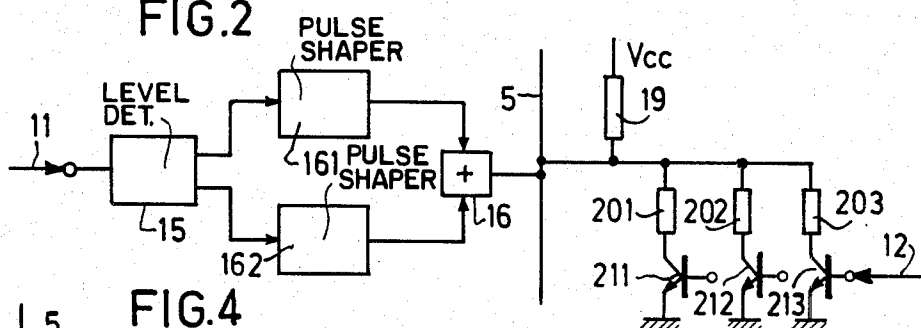 FIG.2
PULSE
SHAPER
LEVEL
DET.
11
15
161
PULSE
SHAPER
162
+
16
5
Vcc
19
201
202
203
211
212
213
12
5
FIG.4